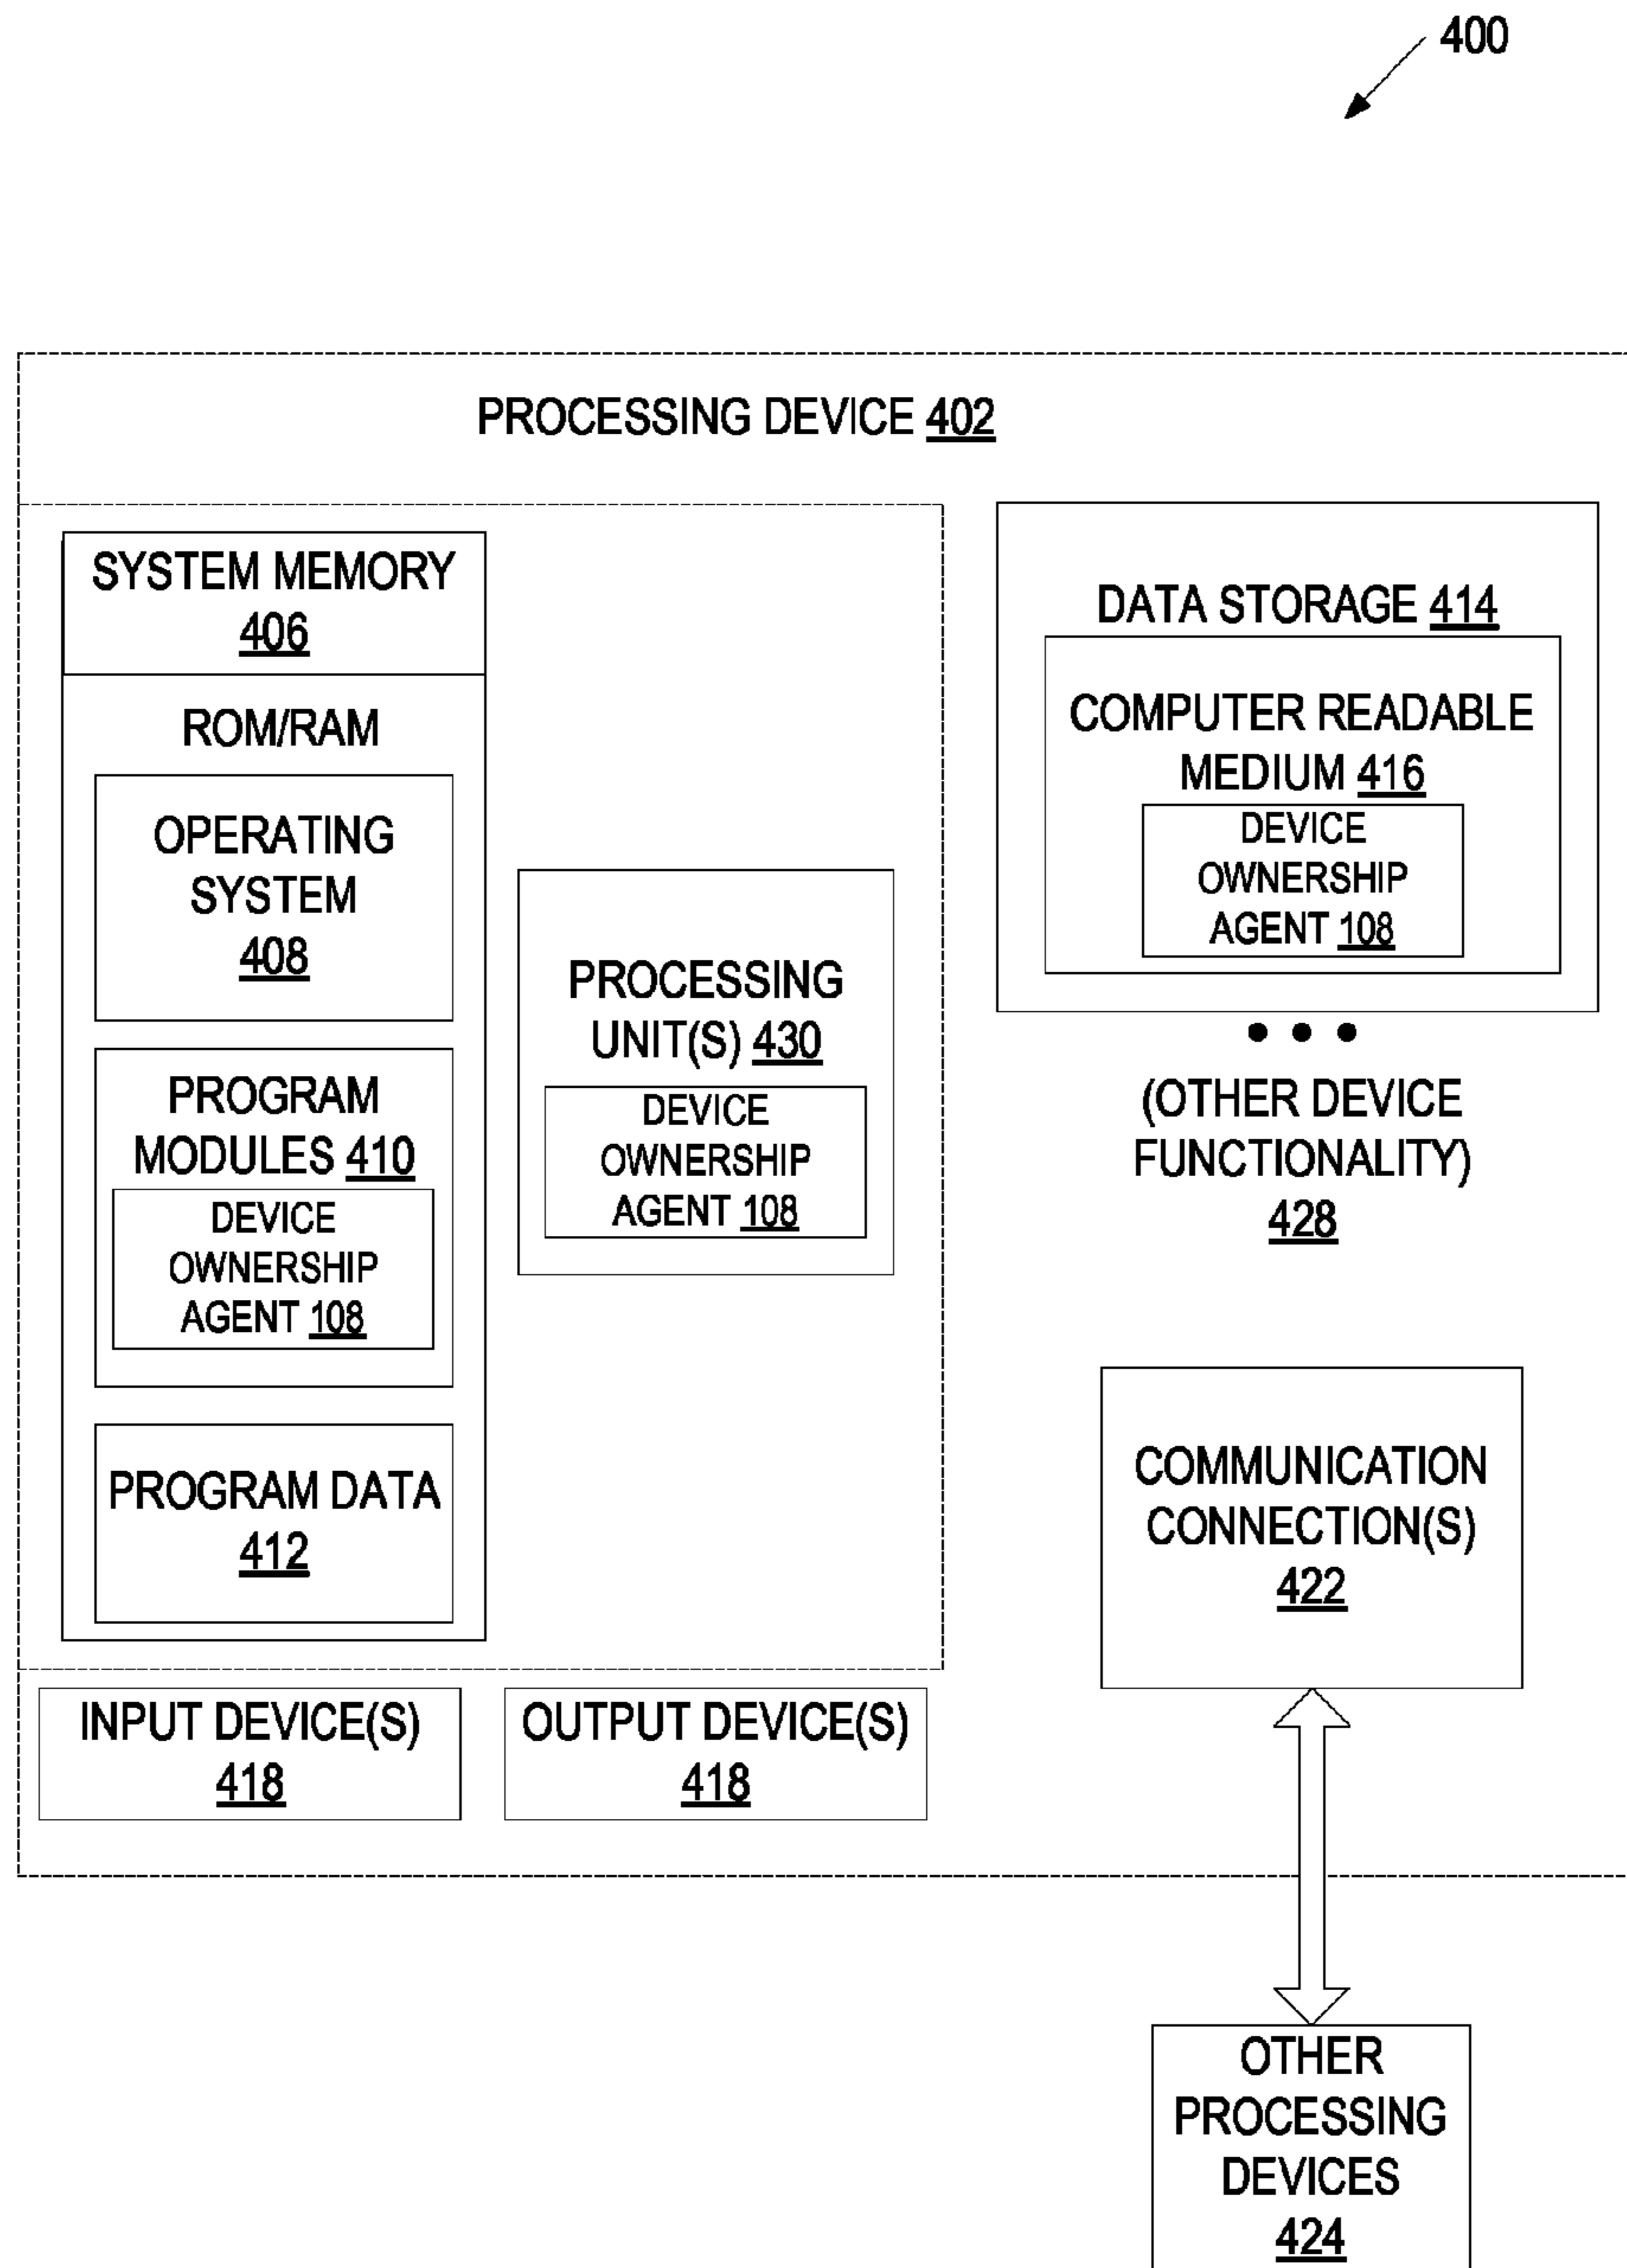 400
PROCESSING DEVICE 402
SYSTEM MEMORY
406
ROM/RAM
OPERATING
SYSTEM
408
PROGRAM
MODULES 410
DEVICE
OWNERSHIP
AGENT 108
PROGRAM DATA
412
PROCESSING
UNIT(S) 430
DEVICE
OWNERSHIP
AGENT 108
DATA STORAGE 414
COMPUTER READABLE
MEDIUM 416
DEVICE
OWNERSHIP
AGENT 108
(OTHER DEVICE
FUNCTIONALITY)
428
COMMUNICATION
CONNECTION(S)
422
INPUT DEVICE(S)
418
OUTPUT DEVICE(S)
418
OTHER
PROCESSING
DEVICES
424